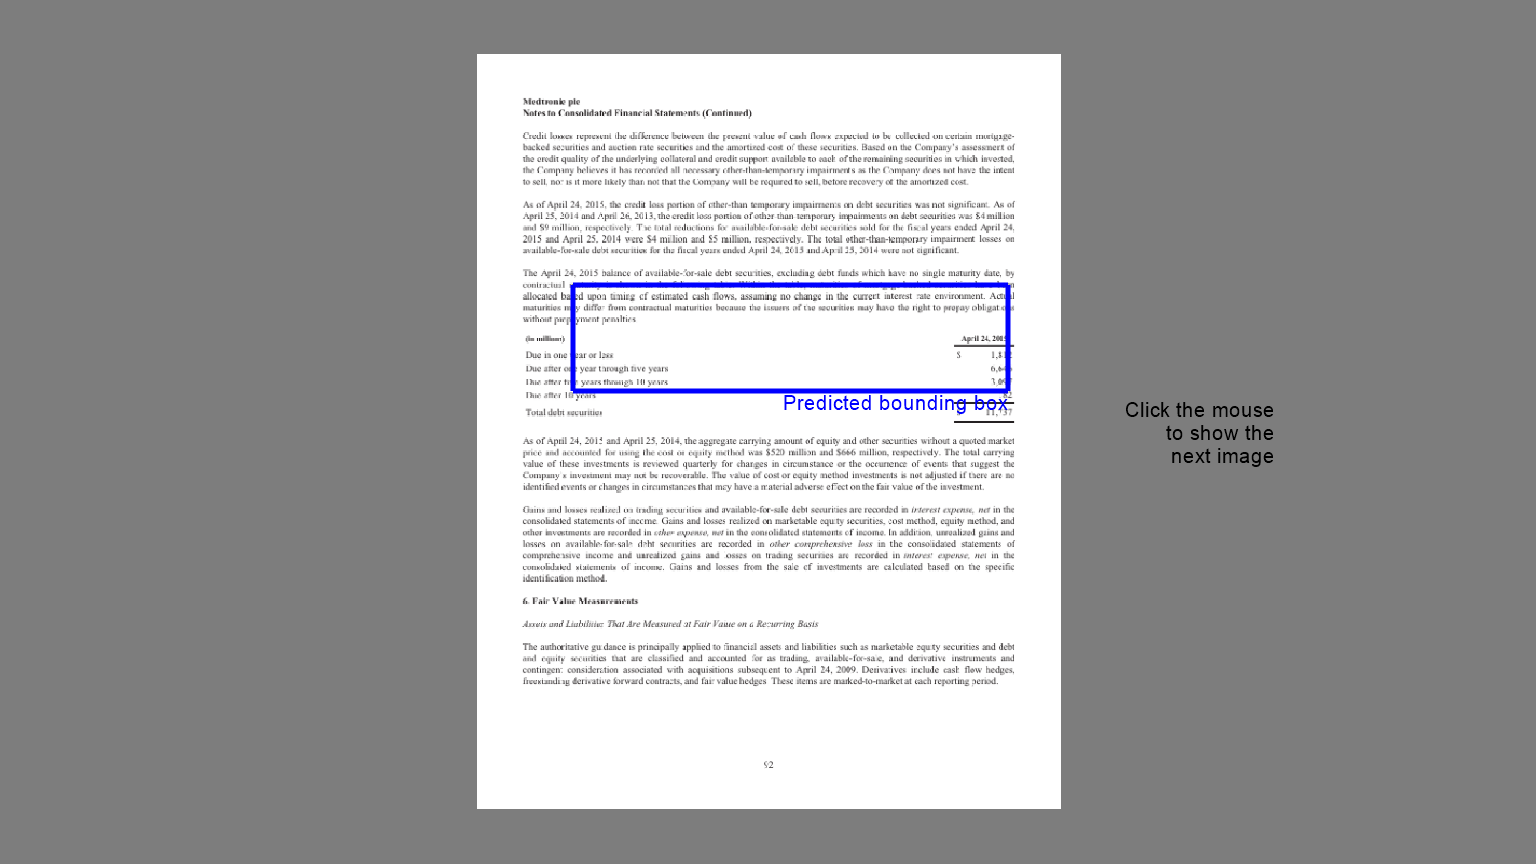 Medtronic plc
Notes to Consolidated Financial Statements (Continued)
Credit losses represent the difference between the present value of cash flows expected to be collected on certain mortgage-
backed securities and auction rate securities and the amortized cost of these securities. Based on the Company's assessment of
the credit quality of the underlying collateral and credit support available to each of the remaining securities in which invested,
the Company believes it has recorded all necessary other-than-temporary impairments as the Company does not have the intent
to sell, nor is it more likely than not that the Company will be required to sell, before recovery of the amortized cost.
As of April 24, 2015, the credit loss portion of other-than temporary impairments on debt securities was not significant. As of
April 25, 2014 and April 26, 2013, the credit loss portion of other-than temporary impairments on debt securities was $4 million
and $9 million, respectively. The total reductions for available-for-sale debt securities sold for the fiscal years ended April 24,
2015 and April 25, 2014 were $4 million and $5 million, respectively. The total other-than-temporary impairment losses on
available-for-sale debt securities for the fiscal years ended April 24, 2015 and April 25, 2014 were not significant.
The April 24, 2015 balance of available-for-sale debt securities, excluding debt funds which have no single maturity date, by
contractual
allocated based upon timing of estimated cash flows, assuming no change in the current interest rate environment. Actual
maturities may differ from contractual maturities because the issuers of the securities may have the right to prepay obligations
without prepayment penalties
(in millions) April 24, 2015
Due in one year or less $
Due after one year through five years
Due after five years through 10 years
Due after 10 years 82
Predicted bounding box
Total debt securities
Click the mouse
to show the
next image
As of April 24, 2015 and April 25, 2014, the aggregate carrying amount of equity and other securities without a quoted market
price and accounted for using the cost or equity method was $520 million and $666 million, respectively. The total carrying
value of these investments is reviewed quarterly for changes in circumstance or the occurrence of events that suggest the
Company's investment may not be recoverable. The value of cost or equity method investments is not adjusted if there are no
identified events or changes in circumstances that may have a material adverse effect on the fair value of the investment.
Gains and losses realized on trading securities and available-for-sale debt securities are recorded in interest expense, net in the
consolidated statements of income. Gains and losses realized on marketable equity securities, cost method, equity method, and
other investments are recorded in other expense, net in the consolidated statements of income. In addition, unrealized gains and
losses on available-for-sale debt securities are recorded in other comprehensive loss in the consolidated statements of
comprehensive income and unrealized gains and losses on trading securities are recorded in interest expense, net in the
consolidated statements of income. Gains and losses from the sale of investments are calculated based on the specific
identification method.
6. Fair Value Measurements
Assets and Liabilities That Are Measured at Fair Value on a Recurring Basis
The authoritative guidance is principally applied to financial assets and liabilities such as marketable equity securities and debt
and equity securities that are classified and accounted for as trading, available-for-sale, and derivative instruments and
contingent consideration associated with acquisitions subsequent to April 24, 2009. Derivatives include cash flow hedges,
freestanding derivative forward contracts, and fair value hedges. These items are marked-to-market at each reporting period.
92